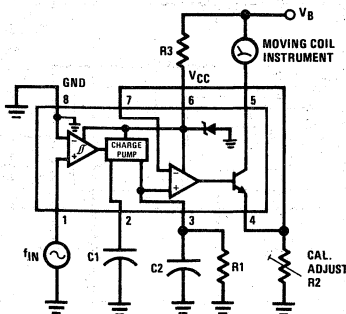 V_B
R3
MOVING COIL
INSTRUMENT
V_CC
GND
8 7 6 5
CHARGE
PUMP
1 2 3 4
f_IN
C1
C2
R1
CAL.
ADJUST
R2